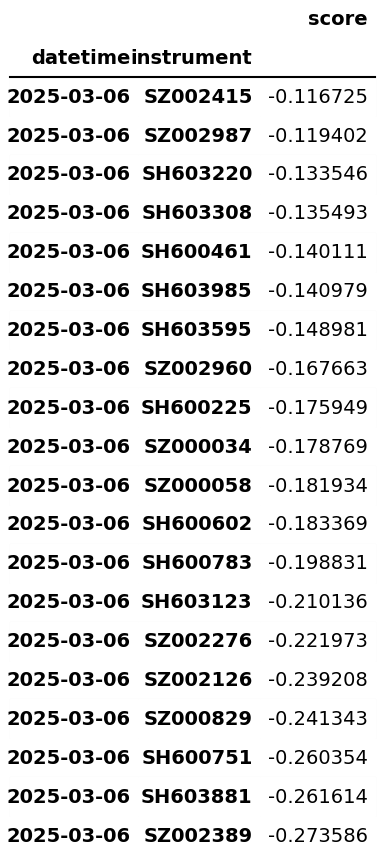 score
datetime instrument
2025-03-06 SZ002415 -0.116725
2025-03-06 SZ002987 -0.119402
2025-03-06 SH603220 -0.133546
2025-03-06 SH603308 -0.135493
2025-03-06 SH600461 -0.140111
2025-03-06 SH603985 -0.140979
2025-03-06 SH603595 -0.148981
2025-03-06 SZ002960 -0.167663
2025-03-06 SH600225 -0.175949
2025-03-06 SZ000034 -0.178769
2025-03-06 SZ000058 -0.181934
2025-03-06 SH600602 -0.183369
2025-03-06 SH600783 -0.198831
2025-03-06 SH603123 -0.210136
2025-03-06 SZ002276 -0.221973
2025-03-06 SZ002126 -0.239208
2025-03-06 SZ000829 -0.241343
2025-03-06 SH600751 -0.260354
2025-03-06 SH603881 -0.261614
2025-03-06 SZ002389 -0.273586